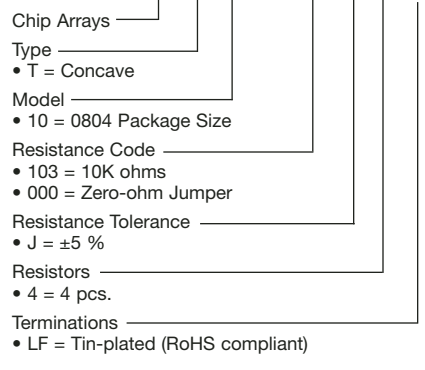 Chip Arrays
Type
• T = Concave
Model
• 10 = 0804 Package Size
Resistance Code
• 103 = 10K ohms
• 000 = Zero-ohm Jumper
Resistance Tolerance
• J = ±5 %
Resistors
• 4 = 4 pcs.
Terminations
• LF = Tin-plated (RoHS compliant)